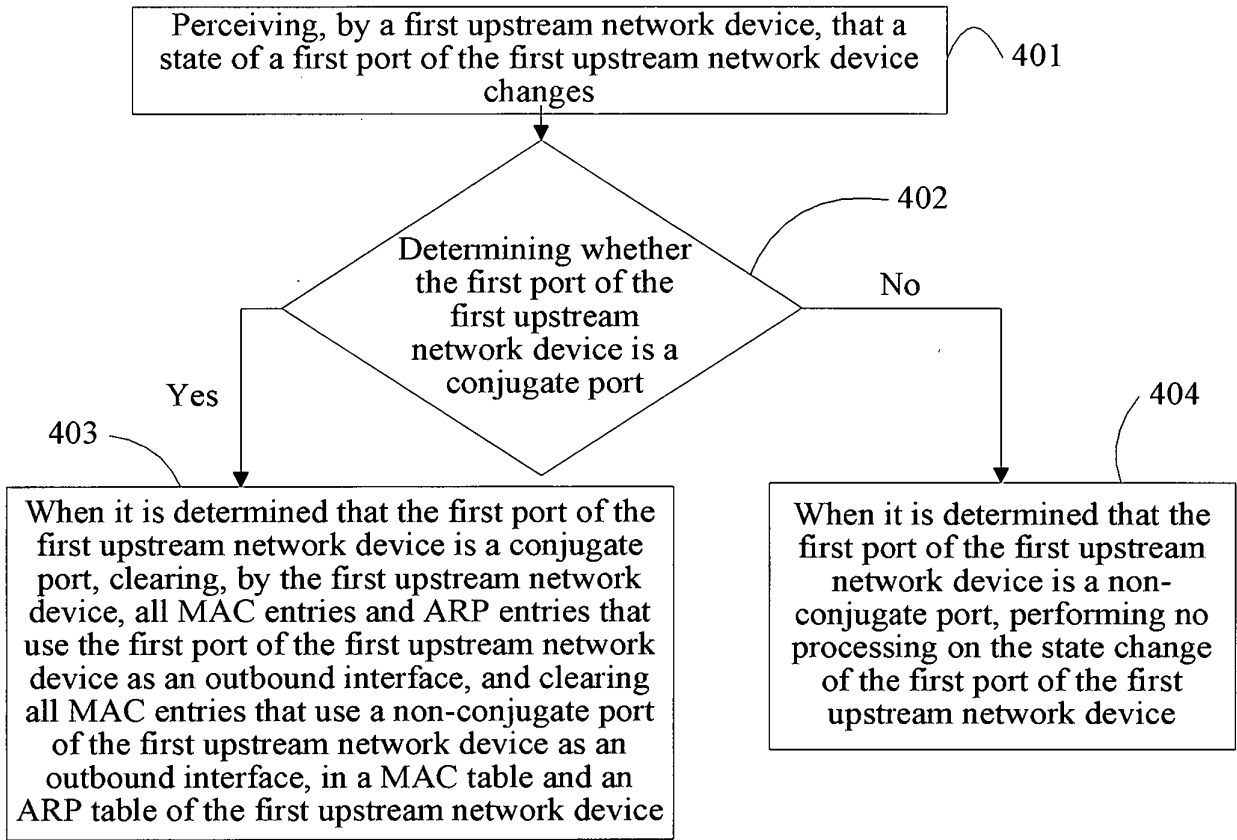 Perceiving, by a first upstream network device, that a
state of a first port of the first upstream network device
changes
401
402
Determining whether
the first port of the
first upstream
network device is a
conjugate port
No
Yes
404
403
When it is determined that the first port of the
first upstream network device is a conjugate
port, clearing, by the first upstream network
device, all MAC entries and ARP entries that
use the first port of the first upstream network
device as an outbound interface, and clearing
all MAC entries that use a non-conjugate port
of the first upstream network device as an
outbound interface, in a MAC table and an
ARP table of the first upstream network device
When it is determined that the
first port of the first upstream
network device is a non-
conjugate port, performing no
processing on the state change
of the first port of the first
upstream network device